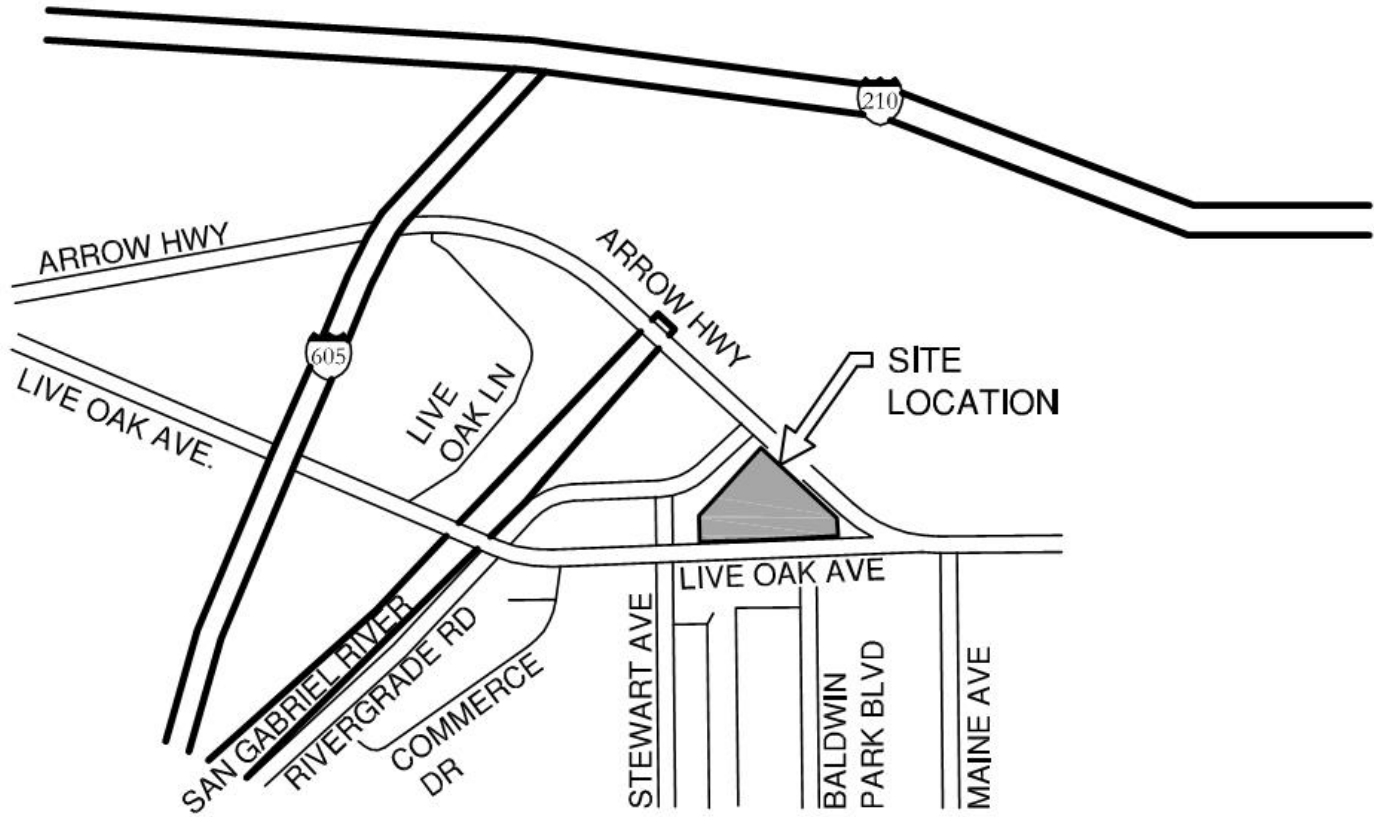 210
ARROW HWY
ARROW HWY
605
SITE
LOCATION
LIVE OAK AVE.
LIVE
OAK LN
LIVE OAK AVE
SAN GABRIEL RIVER
RIVERGRADE RD
COMMERCE
DR
STEWART AVE
BALDWIN
PARK BLVD
MAINE AVE